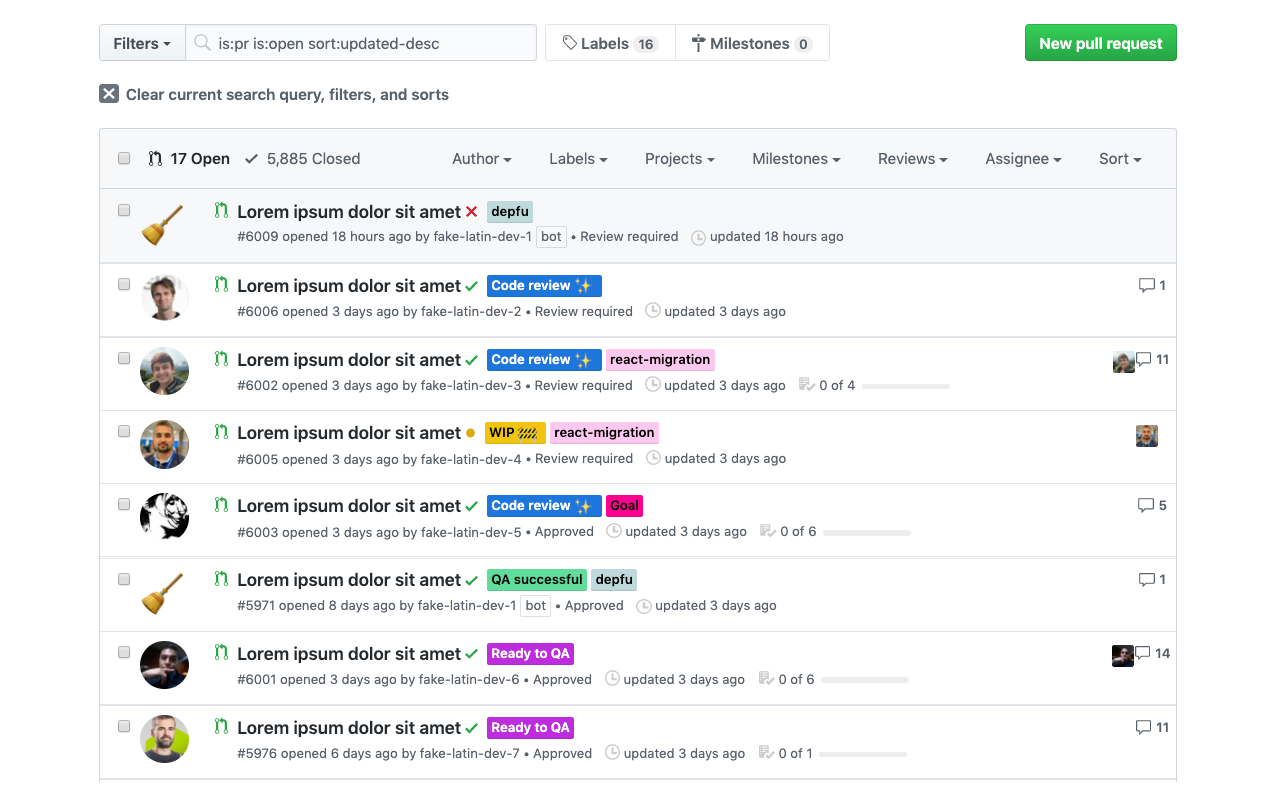 Filters is:pr is:open sort:updated-desc Labels 16 Milestones 0 New pull request
Clear current search query, filters, and sorts
17 Open 5,885 Closed Author Labels Projects Milestones Reviews Assignee Sort
Lorem ipsum dolor sit amet depfu
#6009 opened 18 hours ago by fake-latin-dev-1 bot • Review required updated 18 hours ago
Lorem ipsum dolor sit amet Code review ✨ 1
#6006 opened 3 days ago by fake-latin-dev-2 • Review required updated 3 days ago
Lorem ipsum dolor sit amet Code review ✨ react-migration 11
#6002 opened 3 days ago by fake-latin-dev-3 • Review required updated 3 days ago 0 of 4
Lorem ipsum dolor sit amet WIP 🚧 react-migration
#6005 opened 3 days ago by fake-latin-dev-4 • Review required updated 3 days ago
Lorem ipsum dolor sit amet Code review ✨ Goal 5
#6003 opened 3 days ago by fake-latin-dev-5 • Approved updated 3 days ago 0 of 6
Lorem ipsum dolor sit amet QA successful depfu 1
#5971 opened 8 days ago by fake-latin-dev-1 bot • Approved updated 3 days ago
Lorem ipsum dolor sit amet Ready to QA 14
#6001 opened 3 days ago by fake-latin-dev-6 • Approved updated 3 days ago 0 of 6
Lorem ipsum dolor sit amet Ready to QA 11
#5976 opened 6 days ago by fake-latin-dev-7 • Approved updated 3 days ago 0 of 1